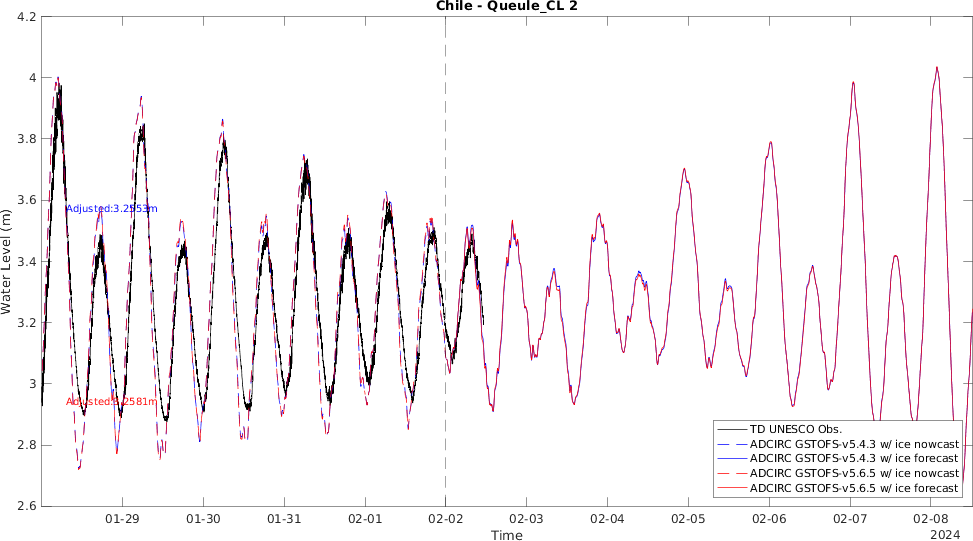 Chile - Queule_CL 2
4.2
4
3.8
3.6
3.4
3.2
3
2.8
2.6
Water Level (m)
Adjusted:3.2553m
Adjusted:3.2581m
TD UNESCO Obs.
ADCIRC GSTOFS-v5.4.3 w/ ice nowcast
ADCIRC GSTOFS-v5.4.3 w/ ice forecast
ADCIRC GSTOFS-v5.6.5 w/ ice nowcast
ADCIRC GSTOFS-v5.6.5 w/ ice forecast
01-29 01-30 01-31 02-01 02-02 02-03 02-04 02-05 02-06 02-07 02-08
2024
Time